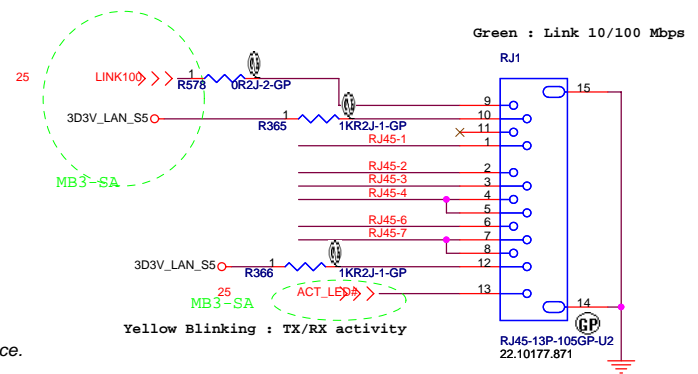 Green : Link 10/100 Mbps
RJ1
25 LINK100 1 R578 0R2J-2-GP 15
9
3D3V_LAN_S5 1 R365 1KR2J-1-GP 10
11
RJ45-1 1
MB3-SA
RJ45-2 2
RJ45-3 3
RJ45-4 4
5
RJ45-6 6
RJ45-7 7
8
3D3V_LAN_S5 1 R366 1KR2J-1-GP 12
25 ACT_LED# 13
MB3-SA
14
GP
Yellow Blinking : TX/RX activity
RJ45-13P-105GP-U2
22.10177.871
ce.